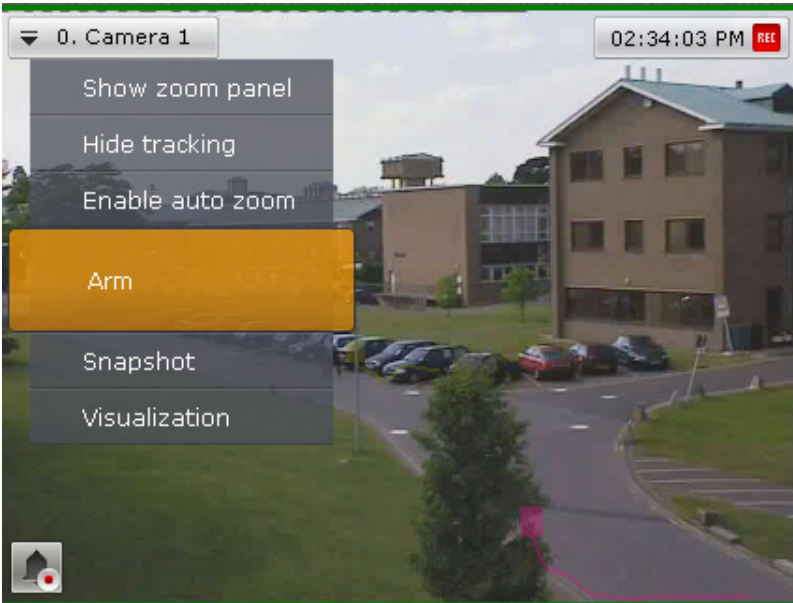 0. Camera 1
02:34:03 PM REC
Show zoom panel
Hide tracking
Enable auto zoom
Arm
Snapshot
Visualization